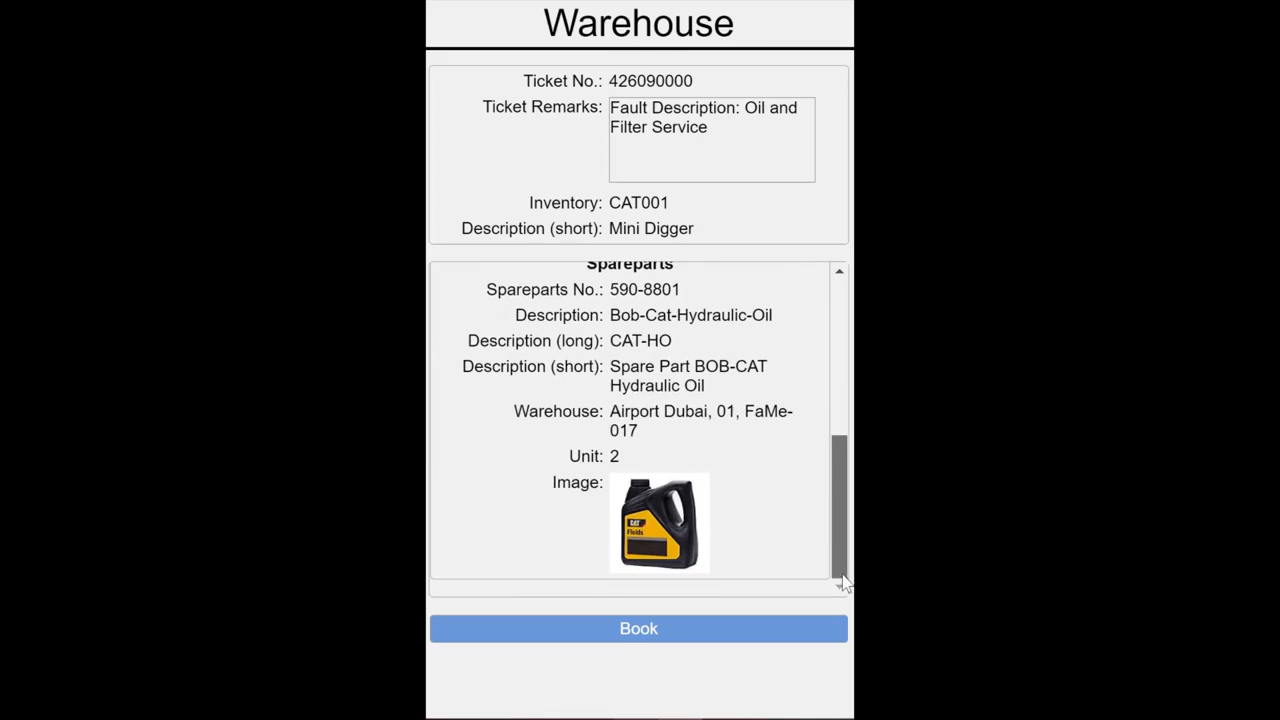 Warehouse
Ticket No.: 426090000
Ticket Remarks: Fault Description: Oil and
Filter Service
Inventory: CAT001
Description (short): Mini Digger
Spareparts
Spareparts No.: 590-8801
Description: Bob-Cat-Hydraulic-Oil
Description (long): CAT-HO
Description (short): Spare Part BOB-CAT
Hydraulic Oil
Warehouse: Airport Dubai, 01, FaMe-
017
Unit: 2
Image:
CAT
Fluids
Book